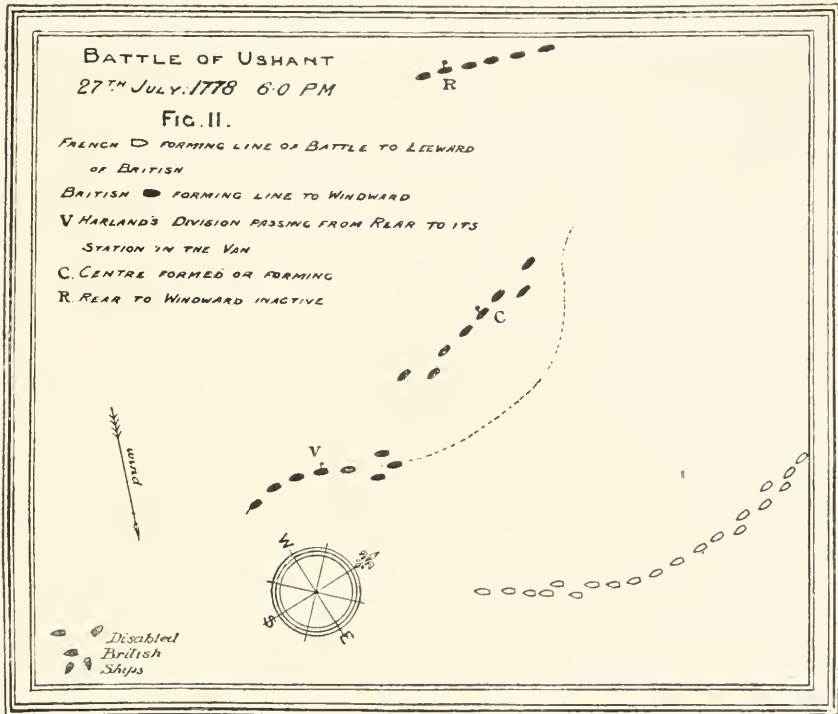 BATTLE OF USHANT
27TH JULY. 1778 6.0 PM
FIG. 11.
FRENCH FORMING LINE OF BATTLE TO LEEWARD
OF BRITISH
BRITISH FORMING LINE TO WINDWARD
V HARLAND'S DIVISION PASSING FROM REAR TO ITS
STATION IN THE VAN
C. CENTRE FORMED OR FORMING
R. REAR TO WINDWARD INACTIVE
R
C
V
wind
W
S
E
Disabled
British
Ships